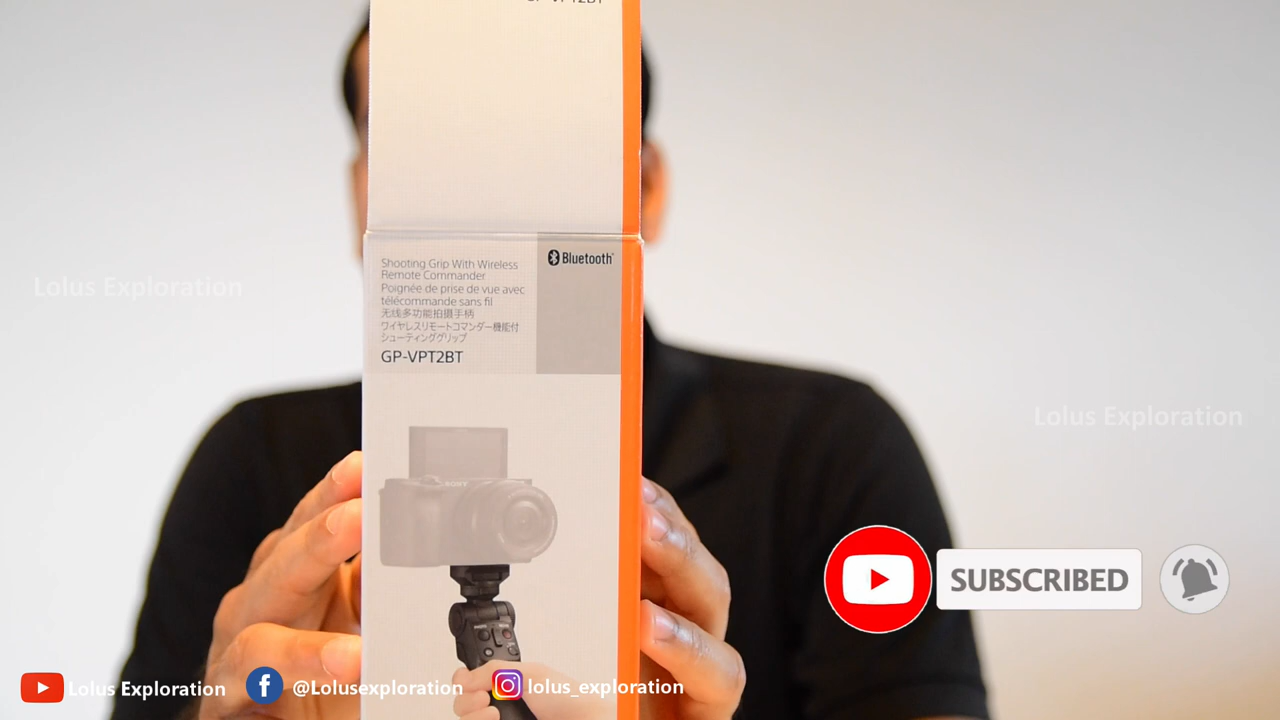 GP-VPT2BT
Shooting Grip With Wireless
Remote Commander
Poignée de prise de vue avec
télécommande sans fil
无线多功能拍摄手柄
ワイヤレスリモートコマンダー機能付
シューティンググリップ
GP-VPT2BT
Bluetooth
SONY
Lolus Exploration
Lolus Exploration
SUBSCRIBED
Lolus Exploration
@Lolusexploration
lolus_exploration